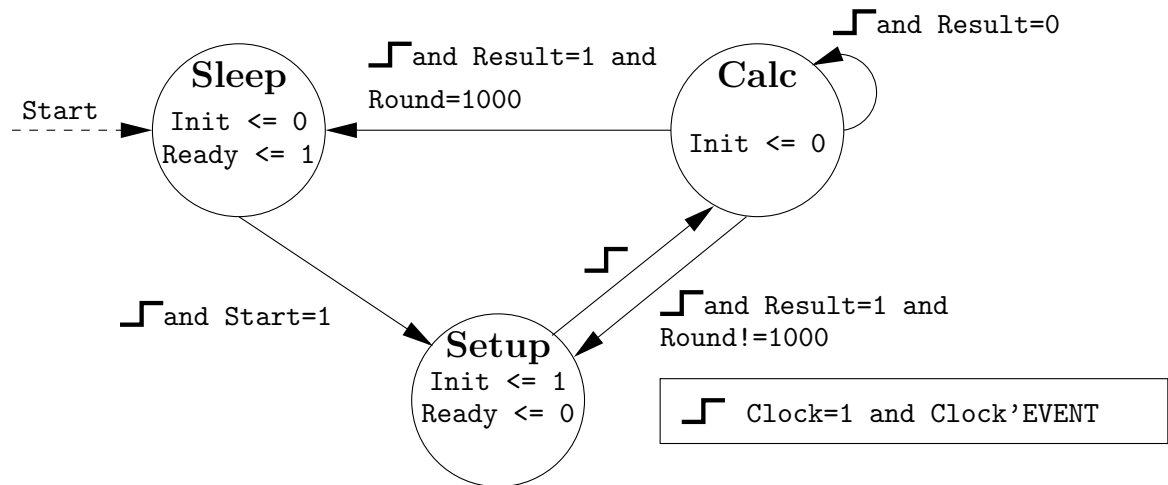 and Result=0
and Result=1 and
Round=1000
Start
Sleep
Init <= 0
Ready <= 1
Calc
Init <= 0
and Start=1
Setup
Init <= 1
Ready <= 0
and Result=1 and
Round!=1000
Clock=1 and Clock'EVENT